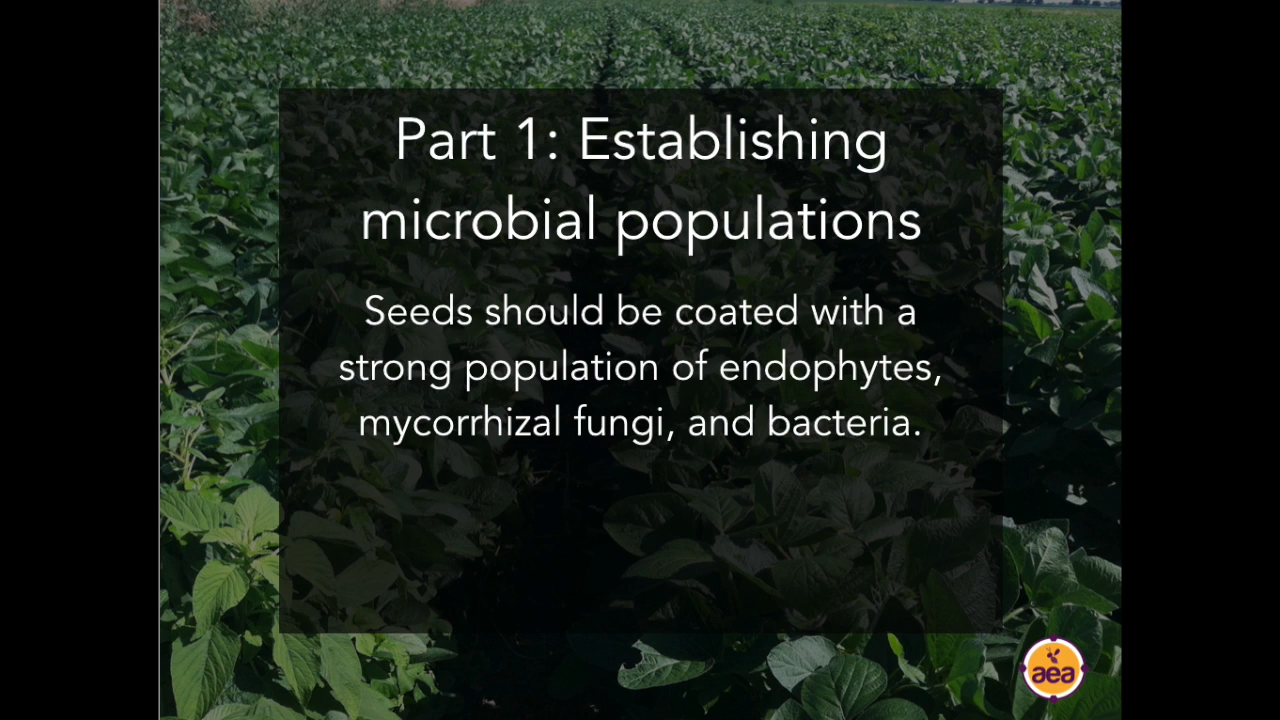 Part 1: Establishing
microbial populations
Seeds should be coated with a
strong population of endophytes,
mycorrhizal fungi, and bacteria.
aea